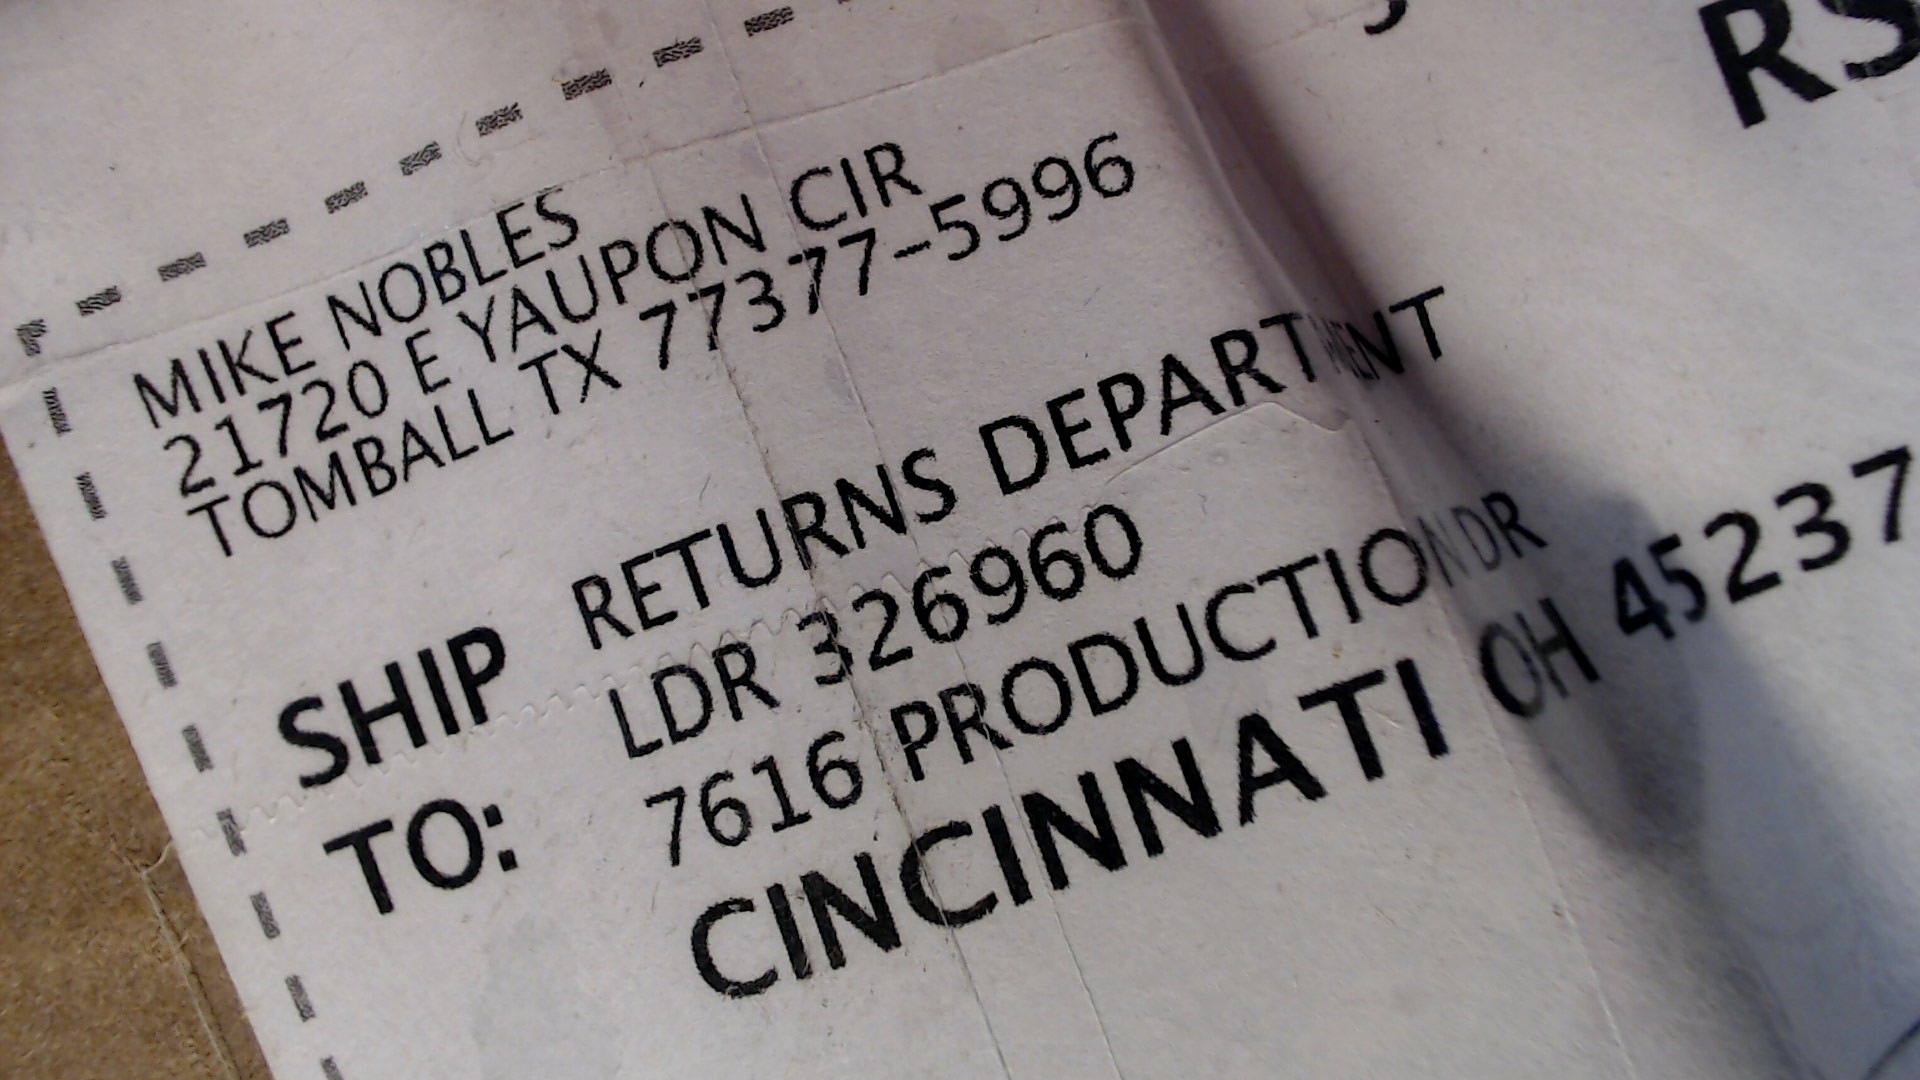 RS
MIKE NOBLES
21720 E YAUPON CIR
TOMBALL TX 77377-5996
SHIP
TO:
RETURNS DEPARTMENT
LDR 326960
7616 PRODUCTION DR
CINCINNATI OH 45237